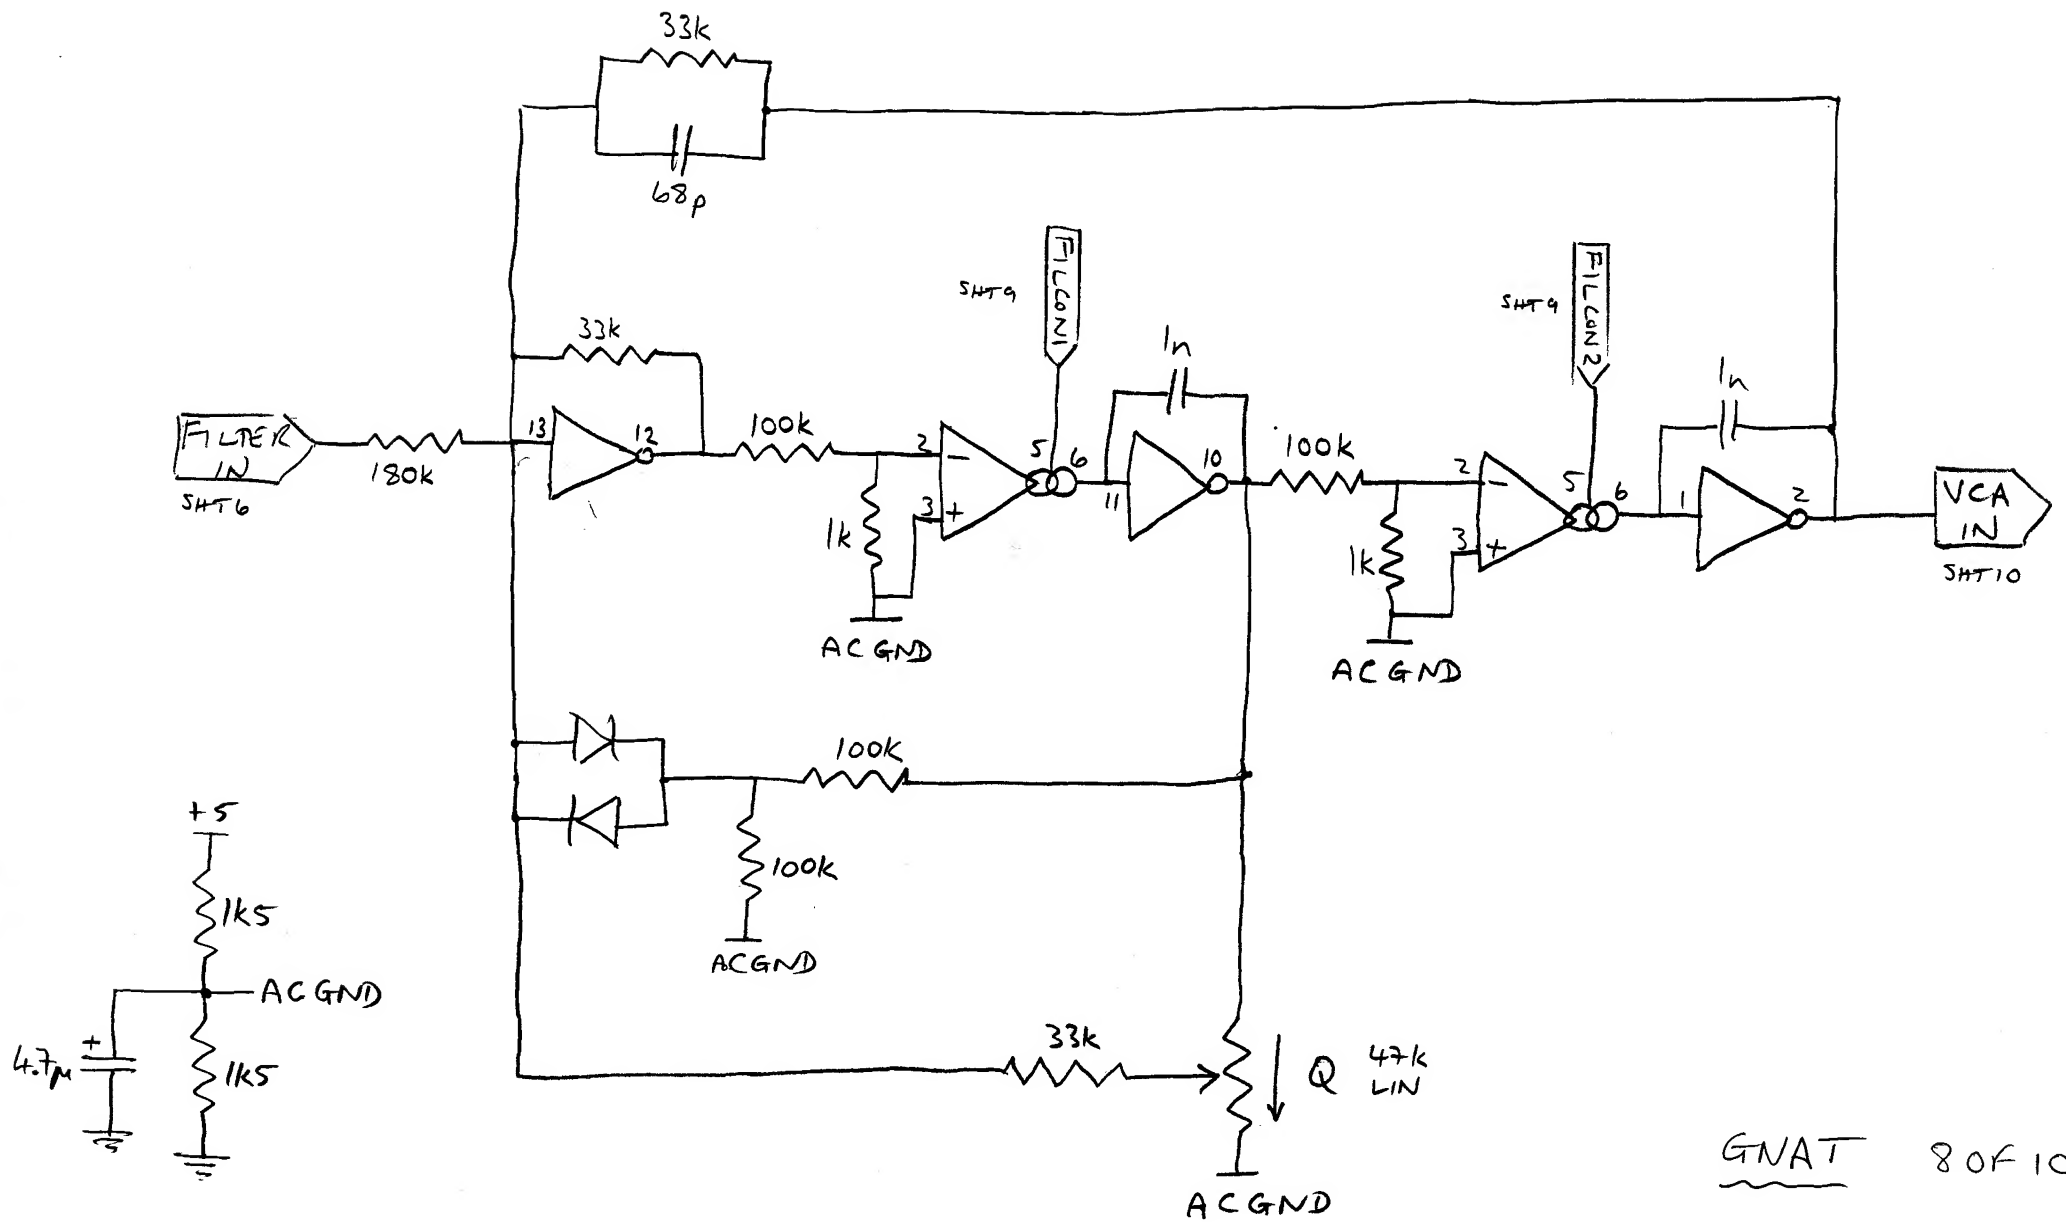 33k
68p
SHT9
FILCON1
SHT9
FILCON2
33k
1n
1n
FILTER
IN
SHT6
180k
13
12
100k
2
3
5
6
1k
AC GND
11
10
100k
2
3
5
6
1k
AC GND
1
2
VCA
IN
SHT10
100k
100k
ACGND
+5
1k5
AC GND
4.7µ
1k5
33k
Q
47k
LIN
AC GND
GNAT
8 OF 10